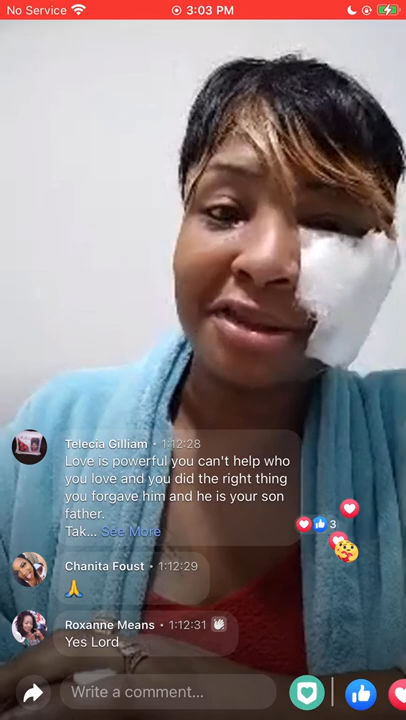 No Service 3:03 PM
Telecia Gilliam • 1:12:28
Love is powerful you can't help who
you love and you did the right thing
you forgave him and he is your son
father.
Tak... See More
3
Chanita Foust • 1:12:29
🙏
Roxanne Means • 1:12:31
Yes Lord
Write a comment...